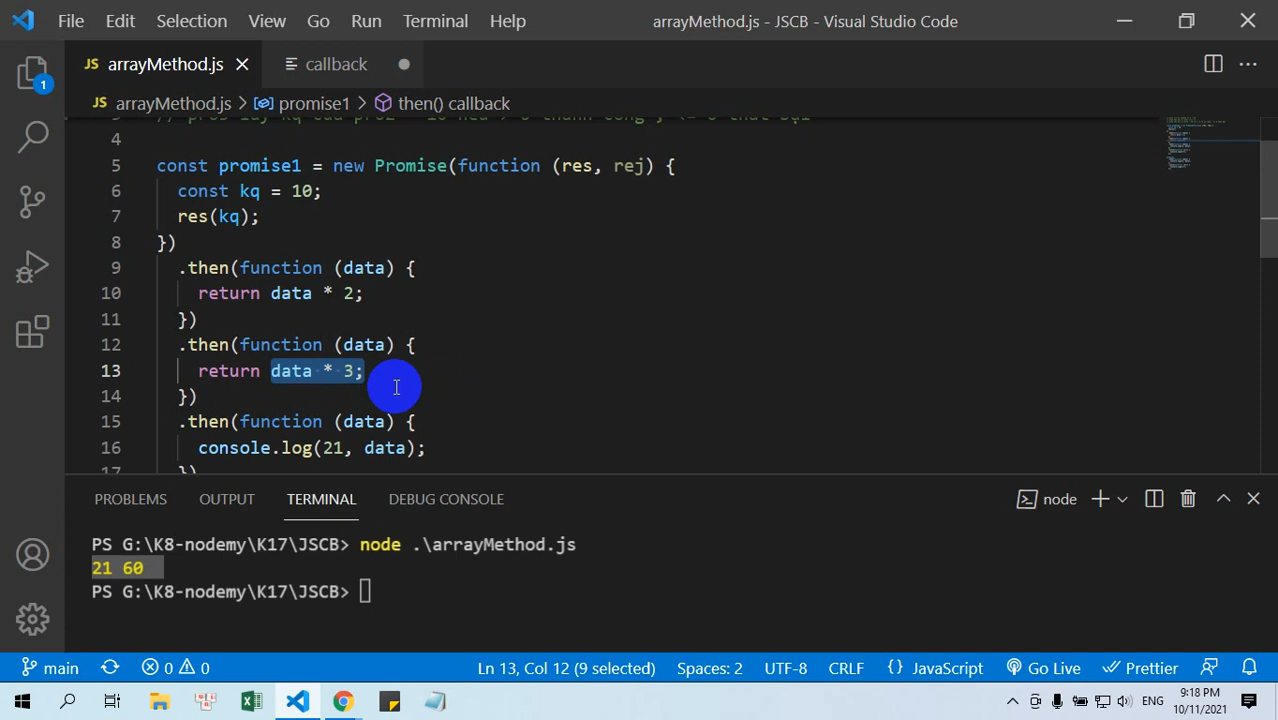 File Edit Selection View Go Run Terminal Help arrayMethod.js - JSCB - Visual Studio Code
JS arrayMethod.js callback
1
JS arrayMethod.js > promise1 > then() callback
4
5 const promise1 = new Promise(function (res, rej) {
6 const kq = 10;
7 res(kq);
8 })
9 .then(function (data) {
10 return data * 2;
11 })
12 .then(function (data) {
13 return data * 3;
14 })
15 .then(function (data) {
16 console.log(21, data);
17 })
PROBLEMS OUTPUT TERMINAL DEBUG CONSOLE node
PS G:\K8-nodemy\K17\JSCB> node .\arrayMethod.js
21 60
PS G:\K8-nodemy\K17\JSCB>
main 0 0 Ln 13, Col 12 (9 selected) Spaces: 2 UTF-8 CRLF {} JavaScript Go Live Prettier
ENG 9:18 PM
10/11/2021